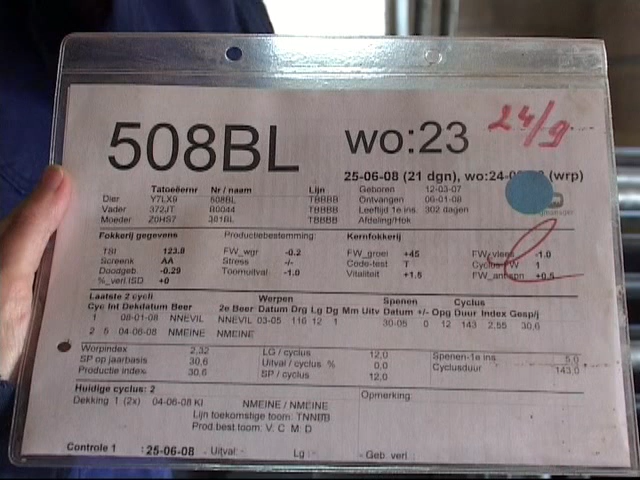 24/9
508BL wo:23
25-06-08 (21 dgn), wo:24-0 (wrp)
Tatoeëernr Nr / naam Lijn Geboren 12-03-07
Dier Y7LX9 508BL TBBBB Ontvangen 06-01-08
Vader 372JT B0044 TBBBB Leeftijd 1e ins. 302 dagen
Moeder Z0HS7 381BL TBBBB Afdeling/Hok
Fokkerij gegevens Productiebestemming: Kernfokkerij
TSI 123.8 FW_wgr -0.2 FW_groei +45 FW_vlees -1.0
Screenk AA Stress -/- Code-test T Cyclus FW 1
Doodgeb. -0.29 Toomuitval -1.0 Vitaliteit +1.5 FW_anspn +0.5
%_verl.ISD +0
Laatste 2 cycli Werpen Spenen Cyclus
Cyc Int Dekdatum Beer 2e Beer Datum Drg Lg Dg Mm Uitv Datum +/- Opg Duur Index Gesp/j
1 08-01-08 NNEVIL NNEVIL 03-05 116 12 1 30-05 0 12 143 2.55 30,6
2 5 04-06-08 NMEINE NMEINE
Worpindex 2,32 LG / cyclus 12,0 Spenen-1e ins 5,0
SP op jaarbasis 30,6 Uitval / cyclus % 0,0 Cyclusduur 143,0
Productie index 30,6 SP / cyclus 12,0
Huidige cyclus: 2 Opmerking:
Dekking 1 (2x) 04-06-08 KI NMEINE / NMEINE
Lijn toekomstige toom:
Prod.best.toom: V: C M: D
Controle 1 : 25-06-08 - Uitval:- Lg :- - Geb. verl.